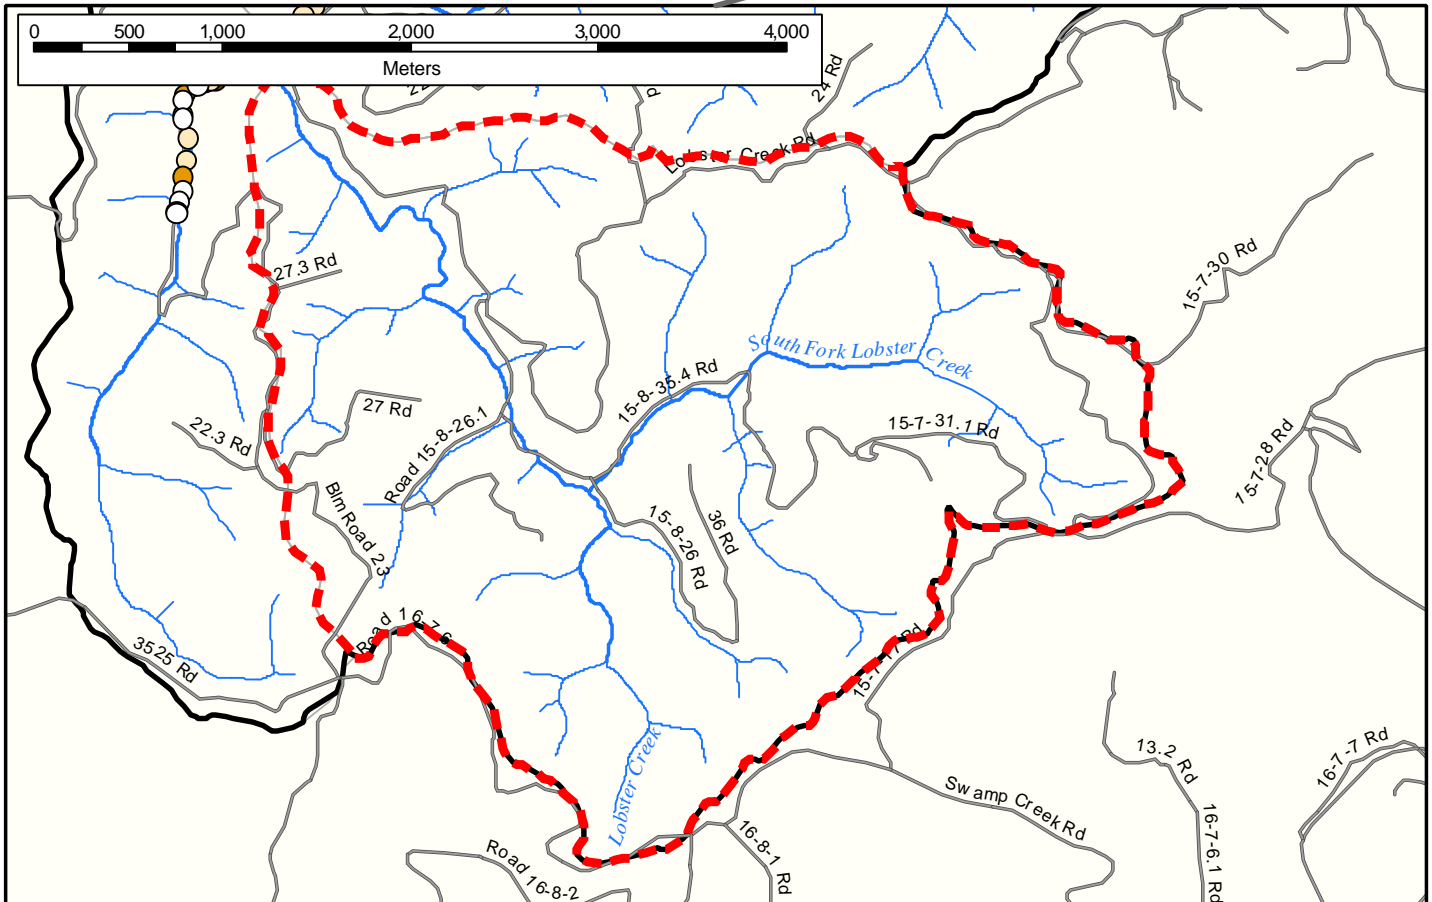 0 500 1,000 2,000 3,000 4,000
Meters
24 Rd
Lobster Creek Rd
27.3 Rd
15-7-30 Rd
South Fork Lobster Creek
15-8-35.4 Rd
27 Rd
22.3 Rd
Road 15-8-26.1
15-7-31.1 Rd
15-7-28 Rd
Blm Road 23
15-8-26 Rd
36 Rd
Road 16-7-6
3525 Rd
15-7-17 Rd
Lobster Creek
13.2 Rd
16-7-7 Rd
Swamp Creek Rd
16-8-1 Rd
16-7-6.1 Rd
Road 16-8-2